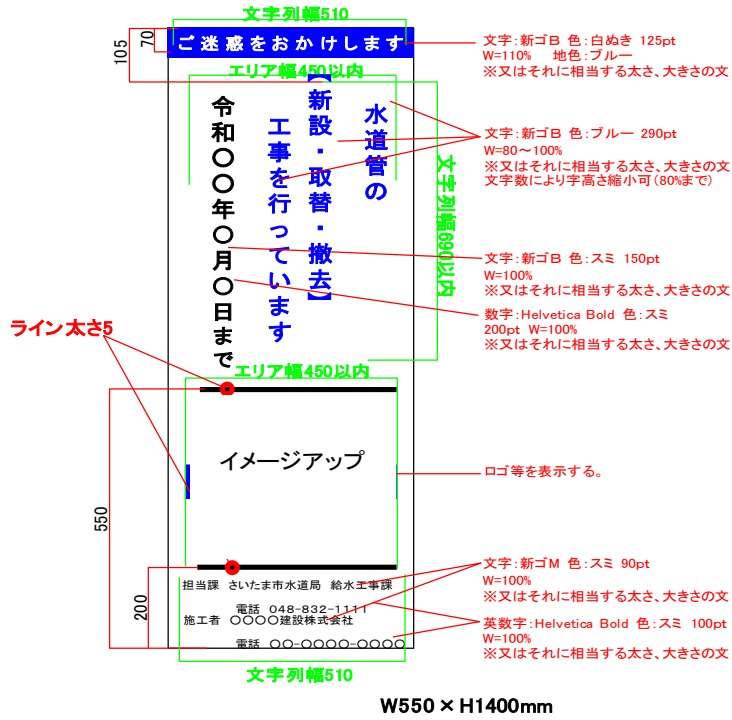 文字列幅510
ご迷惑をおかけします
105
70
文字:新ゴB 色:白ぬき 125pt
W=110% 地色:ブルー
※又はそれに相当する太さ、大きさの文
エリア幅450以内
水道管の
【新設・取替・撤去】
工事を行っています
令和〇〇年〇月〇日まで
文字列幅690以内
文字:新ゴB 色:ブルー 290pt
W=80~100%
※又はそれに相当する太さ、大きさの文
文字数により字高さ縮小可(80%まで)
文字:新ゴB 色:スミ 150pt
W=100%
※又はそれに相当する太さ、大きさの文
数字:Helvetica Bold 色:スミ
200pt W=100%
※又はそれに相当する太さ、大きさの文
ライン太さ5
エリア幅450以内
イメージアップ
ロゴ等を表示する。
550
200
担当課 さいたま市水道局 給水工事課
電話 048-832-1111
施工者 〇〇〇〇建設株式会社
電話 〇〇-〇〇〇〇-〇〇〇〇
文字列幅510
文字:新ゴM 色:スミ 90pt
W=100%
※又はそれに相当する太さ、大きさの文
英数字:Helvetica Bold 色:スミ 100pt
W=100%
※又はそれに相当する太さ、大きさの文
W550×H1400mm